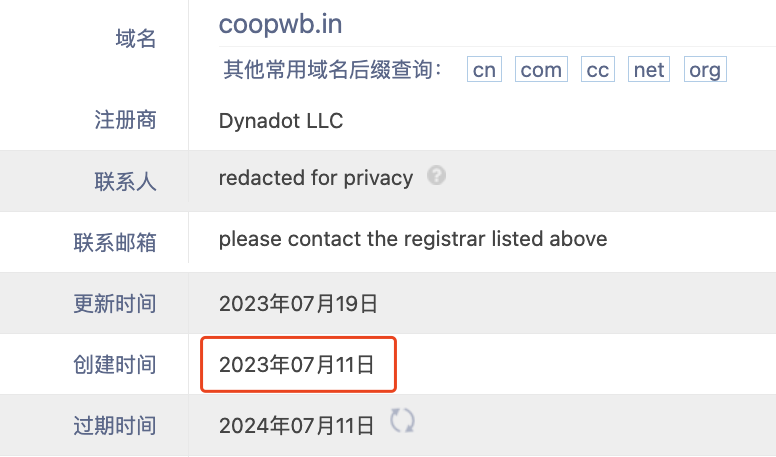 域名 coopwb.in
其他常用域名后缀查询： cn com cc net org
注册商 Dynadot LLC
联系人 redacted for privacy ?
联系邮箱 please contact the registrar listed above
更新时间 2023年07月19日
创建时间 2023年07月11日
过期时间 2024年07月11日